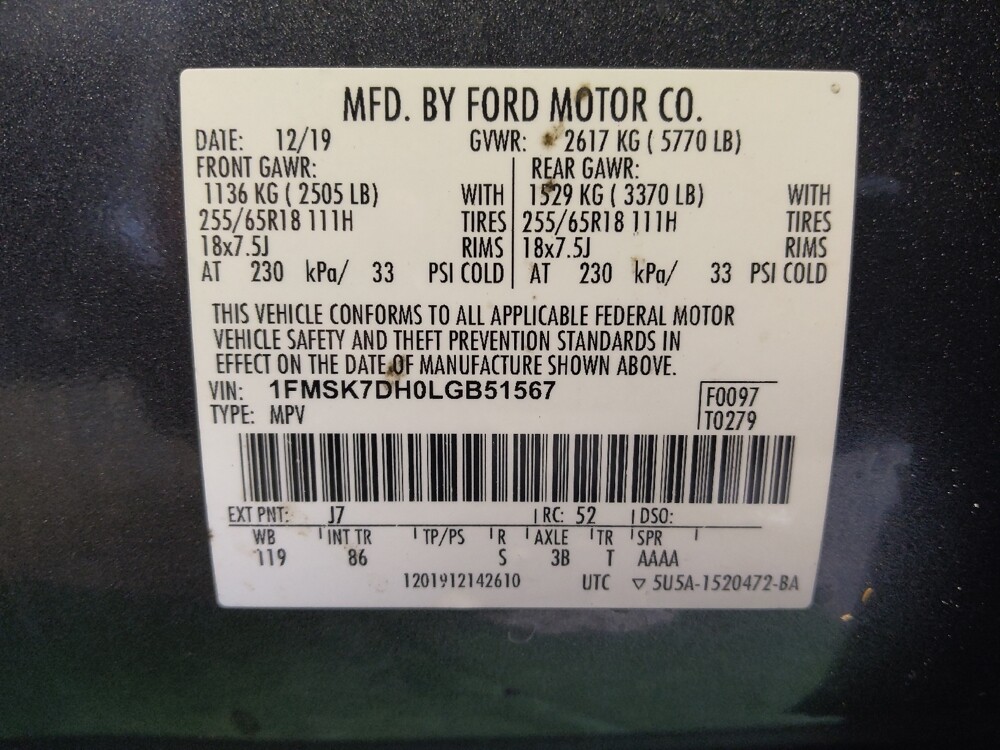 MFD. BY FORD MOTOR CO.
DATE: 12/19 GVWR: 2617 KG ( 5770 LB)
FRONT GAWR: REAR GAWR:
1136 KG ( 2505 LB) WITH 1529 KG ( 3370 LB) WITH
255/65R18 111H TIRES 255/65R18 111H TIRES
18x7.5J RIMS 18x7.5J RIMS
AT 230 kPa/ 33 PSI COLD AT 230 kPa/ 33 PSI COLD
THIS VEHICLE CONFORMS TO ALL APPLICABLE FEDERAL MOTOR
VEHICLE SAFETY AND THEFT PREVENTION STANDARDS IN
EFFECT ON THE DATE OF MANUFACTURE SHOWN ABOVE.
VIN: 1FMSK7DH0LGB51567 F0097
TYPE: MPV T0279
EXT PNT: J7 RC: 52 DSO:
WB INT TR TP/PS R AXLE TR SPR
119 86 S 3B T AAAA
1201912142610 UTC ▽ 5U5A-1520472-BA